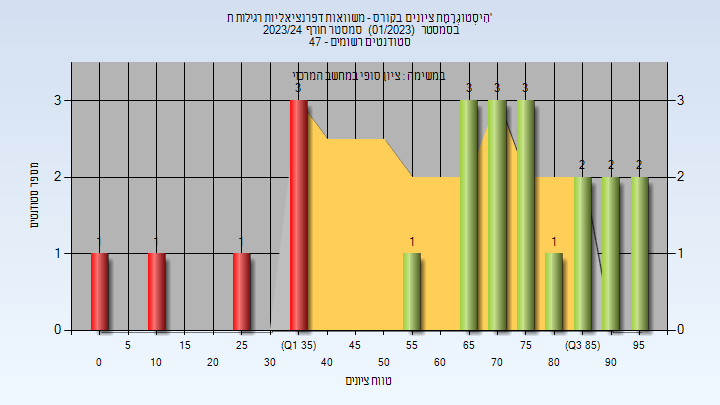 היסטוגרמת ציונים בקורס - משוואות דפרנציאליות רגילות ת'
בסמסטר (01/2023) סמסטר חורף 2023/24
סטודנטים רשומים - 47
במשימה : ציון סופי במחשב המרכזי
מספר סטודנטים
3 3
2 2
1 1
0 0
1 1 1 3 1 3 3 3 1 2 2 2
5 15 25 (Q1 35) 45 55 65 75 (Q3 85) 95
0 10 20 30 40 50 60 70 80 90
טווח ציונים